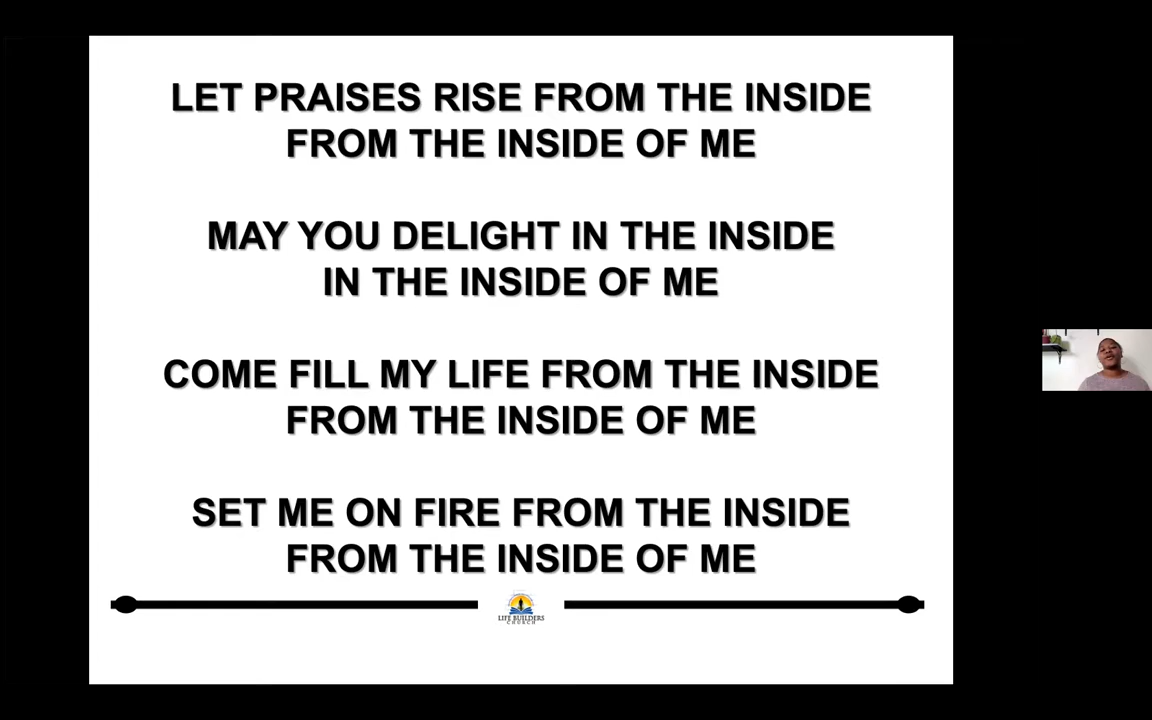 LET PRAISES RISE FROM THE INSIDE
FROM THE INSIDE OF ME
MAY YOU DELIGHT IN THE INSIDE
IN THE INSIDE OF ME
COME FILL MY LIFE FROM THE INSIDE
FROM THE INSIDE OF ME
SET ME ON FIRE FROM THE INSIDE
FROM THE INSIDE OF ME
LIFE BUILDERS
CHURCH